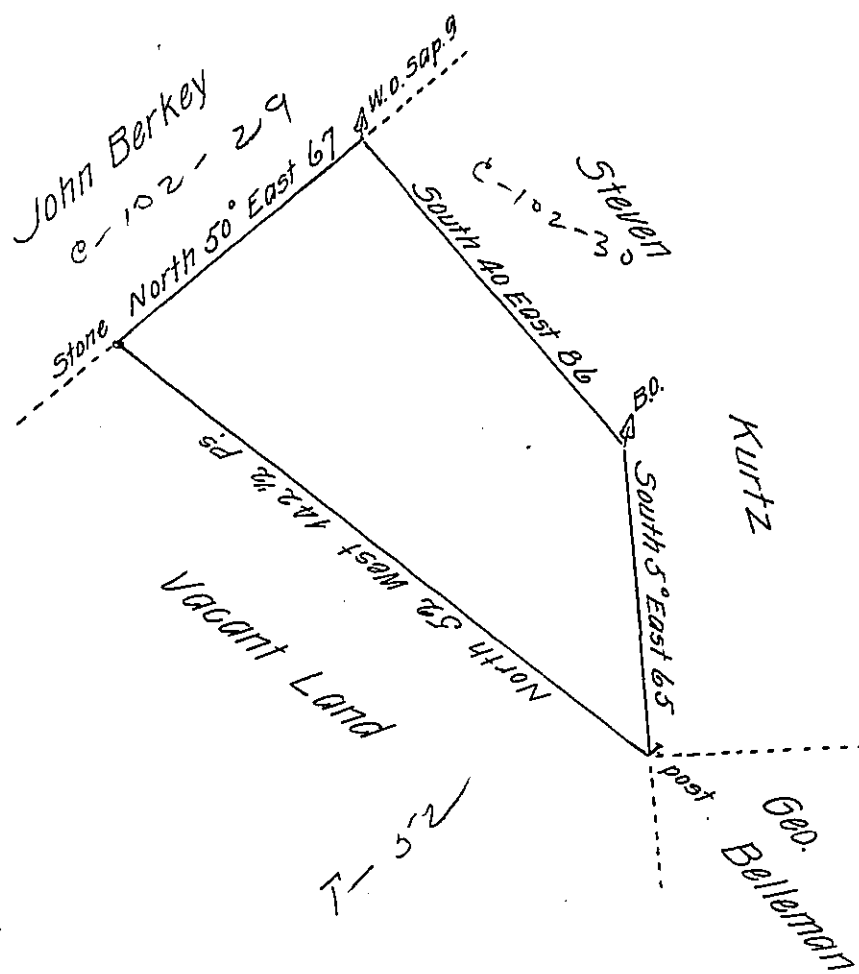 John Berkey
C-102-29
W.O. Sap.g
North 50° East 67
Stone
Steven
C-102-30
South 40 East 86
B.O.
Kurtz
South 5° East 65
North 52 West 142 1/2 ps
Vacant Land
post
Geo.
Belleman
T-52